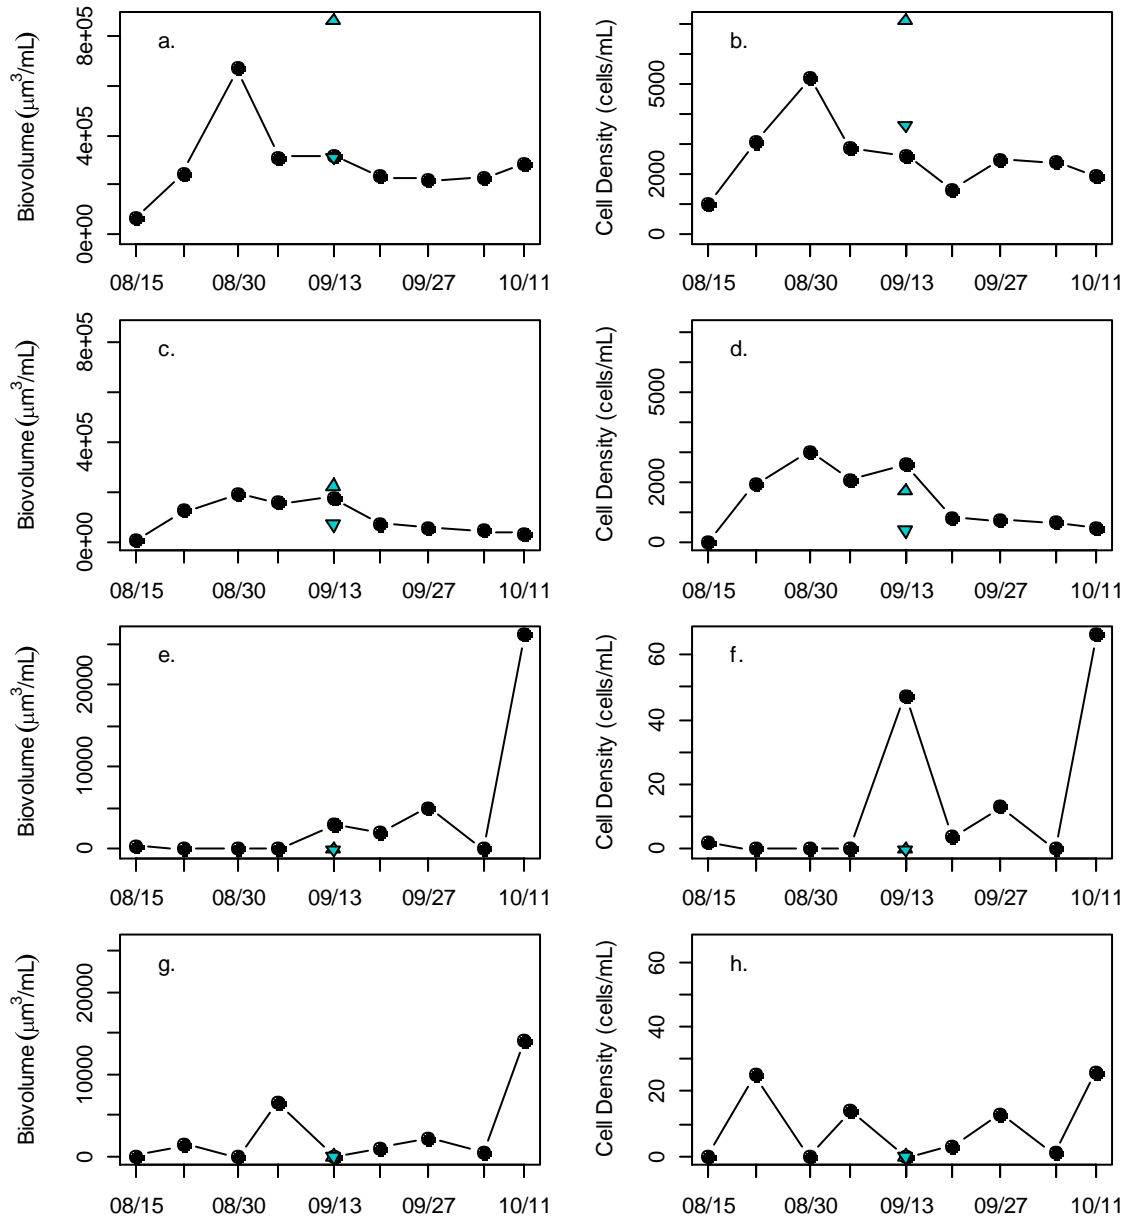 a.
Biovolume (µm³/mL)
0e+00 4e+05 8e+05
08/15 08/30 09/13 09/27 10/11
b.
Cell Density (cells/mL)
0 2000 5000
08/15 08/30 09/13 09/27 10/11
c.
Biovolume (µm³/mL)
0e+00 4e+05 8e+05
08/15 08/30 09/13 09/27 10/11
d.
Cell Density (cells/mL)
0 2000 5000
08/15 08/30 09/13 09/27 10/11
e.
Biovolume (µm³/mL)
0 10000 20000
08/15 08/30 09/13 09/27 10/11
f.
Cell Density (cells/mL)
0 20 40 60
08/15 08/30 09/13 09/27 10/11
g.
Biovolume (µm³/mL)
0 10000 20000
08/15 08/30 09/13 09/27 10/11
h.
Cell Density (cells/mL)
0 20 40 60
08/15 08/30 09/13 09/27 10/11